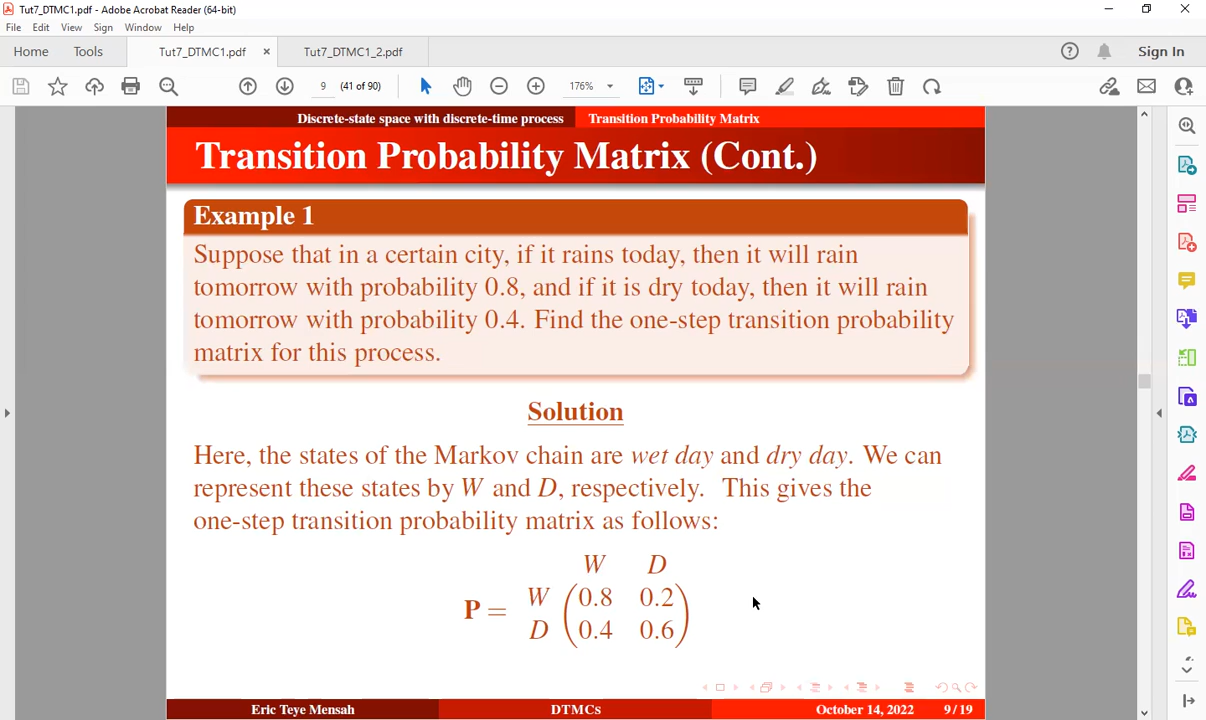 Tut7_DTMC1.pdf - Adobe Acrobat Reader (64-bit)
File Edit View Sign Window Help
Home Tools Tut7_DTMC1.pdf × Tut7_DTMC1_2.pdf Sign In
9 (41 of 90) 176%
Discrete-state space with discrete-time process Transition Probability Matrix
Transition Probability Matrix (Cont.)
Example 1
Suppose that in a certain city, if it rains today, then it will rain
tomorrow with probability 0.8, and if it is dry today, then it will rain
tomorrow with probability 0.4. Find the one-step transition probability
matrix for this process.
Solution
Here, the states of the Markov chain are wet day and dry day. We can
represent these states by W and D, respectively. This gives the
one-step transition probability matrix as follows:
W D
W 0.8 0.2
P =
D 0.4 0.6
Eric Teye Mensah DTMCs October 14, 2022 9 / 19